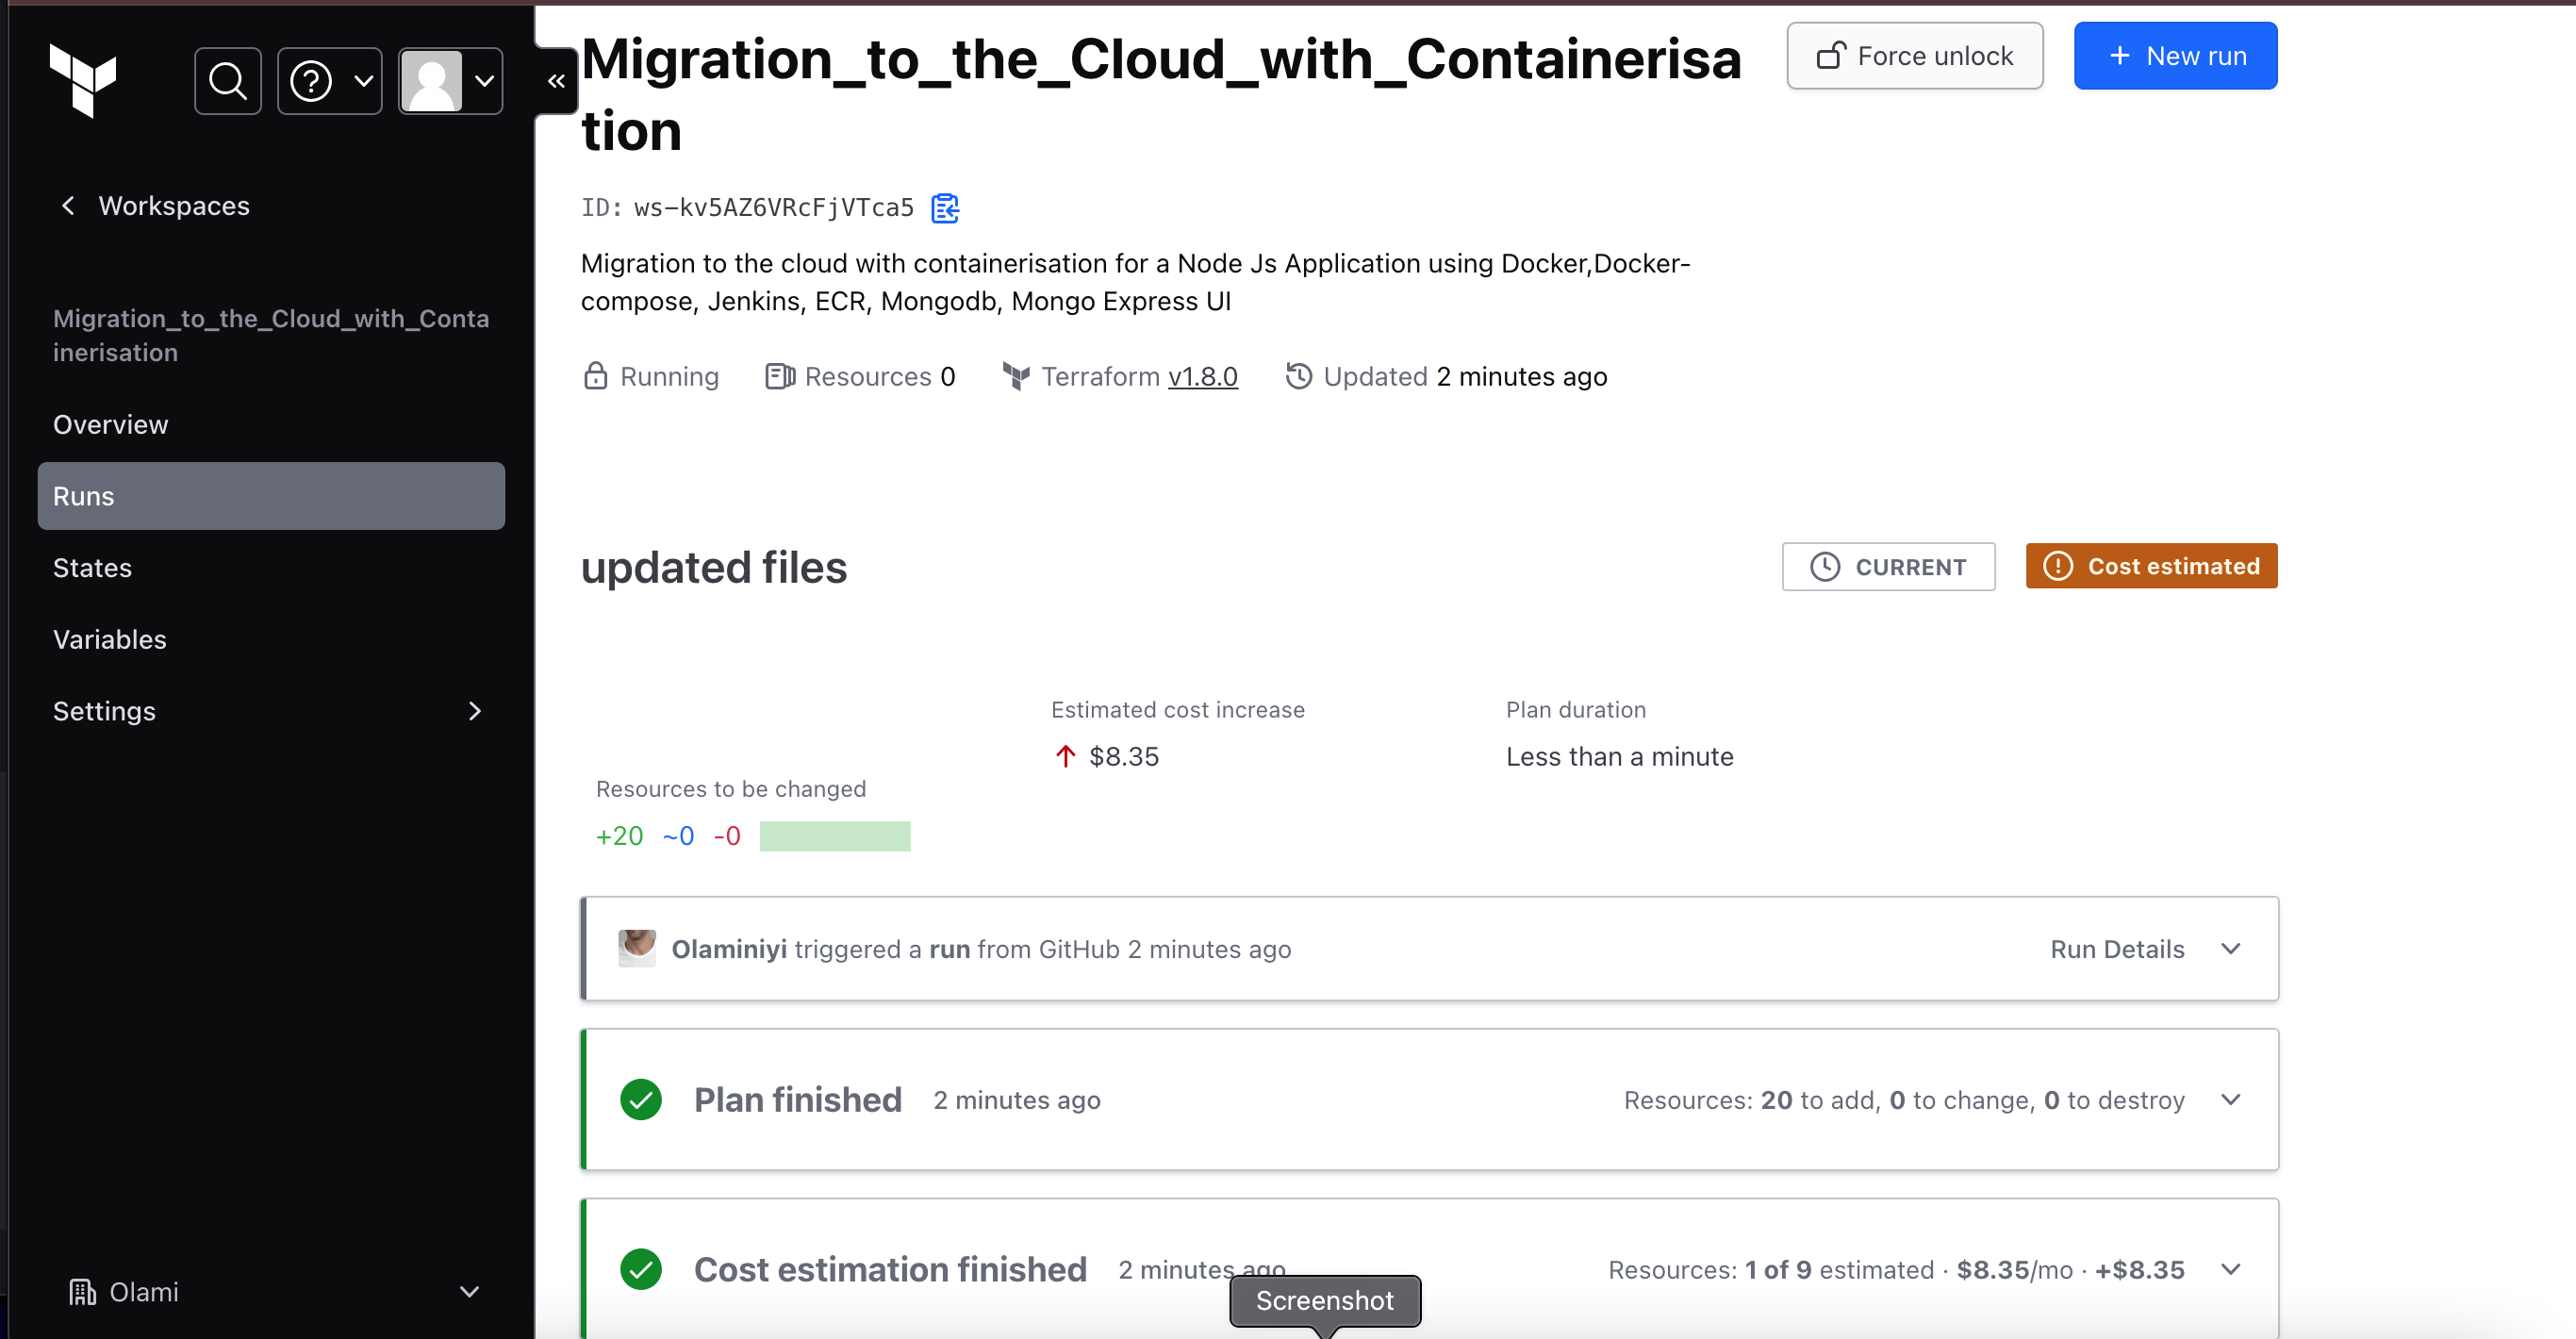 Workspaces
Migration_to_the_Cloud_with_Conta
inerisation
Overview
Runs
States
Variables
Settings
Olami
Migration_to_the_Cloud_with_Containerisa
tion
Force unlock
+ New run
ID: ws-kv5AZ6VRcFjVTca5
Migration to the cloud with containerisation for a Node Js Application using Docker,Docker-
compose, Jenkins, ECR, Mongodb, Mongo Express UI
Running Resources 0 Terraform v1.8.0 Updated 2 minutes ago
updated files
CURRENT
Cost estimated
Estimated cost increase
$8.35
Plan duration
Less than a minute
Resources to be changed
+20 ~0 -0
Olaminiyi triggered a run from GitHub 2 minutes ago
Run Details
Plan finished 2 minutes ago
Resources: 20 to add, 0 to change, 0 to destroy
Cost estimation finished 2 minutes ago
Resources: 1 of 9 estimated · $8.35/mo · +$8.35
Screenshot